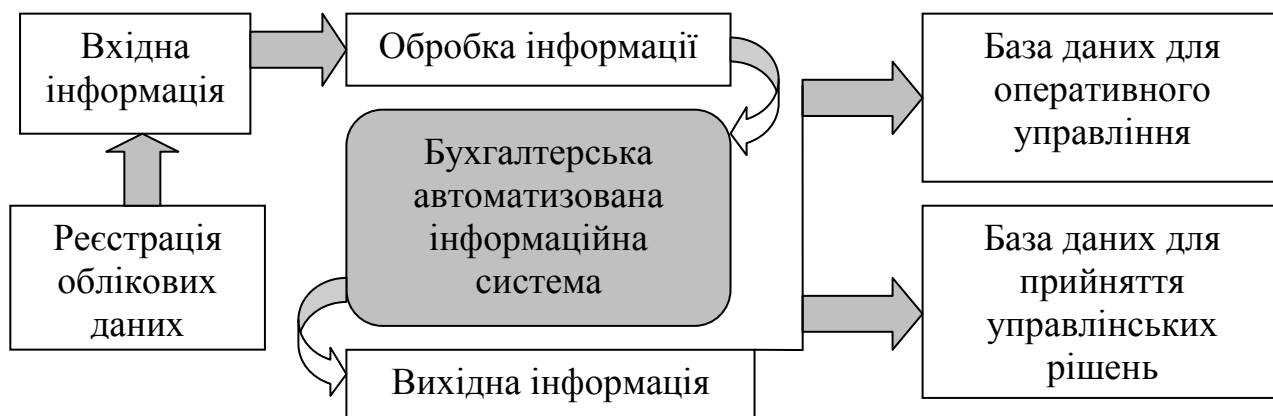 Вхідна
інформація
Обробка інформації
База даних для
оперативного
управління
Реєстрація
облікових
даних
Бухгалтерська
автоматизована
інформаційна
система
База даних для
прийняття
управлінських
рішень
Вихідна інформація